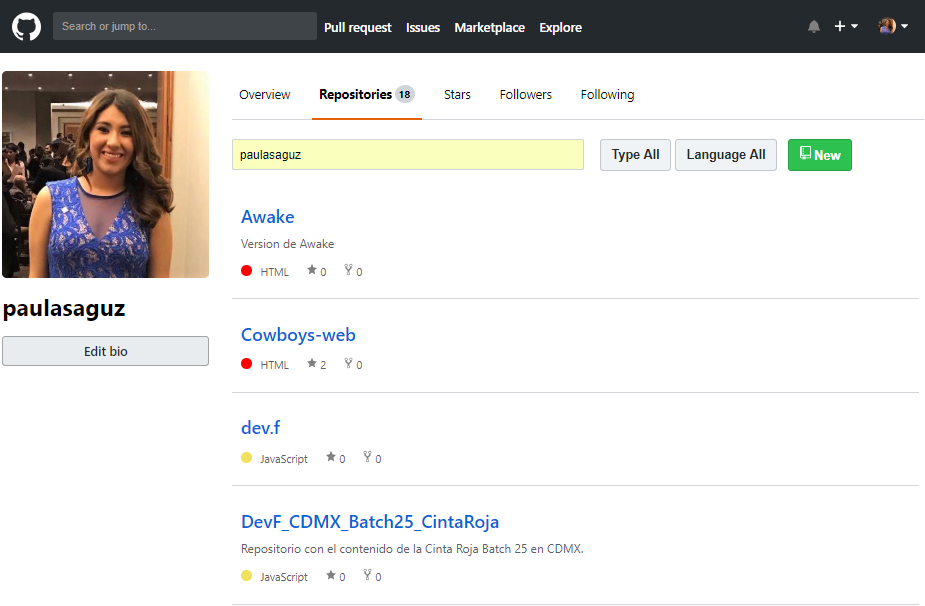 Search or jump to... Pull request Issues Marketplace Explore
Overview Repositories 18 Stars Followers Following
paulasaguz Type All Language All New
Awake
Version de Awake
HTML 0 0
paulasaguz
Edit bio
Cowboys-web
HTML 2 0
dev.f
JavaScript 0 0
DevF_CDMX_Batch25_CintaRoja
Repositorio con el contenido de la Cinta Roja Batch 25 en CDMX.
JavaScript 0 0